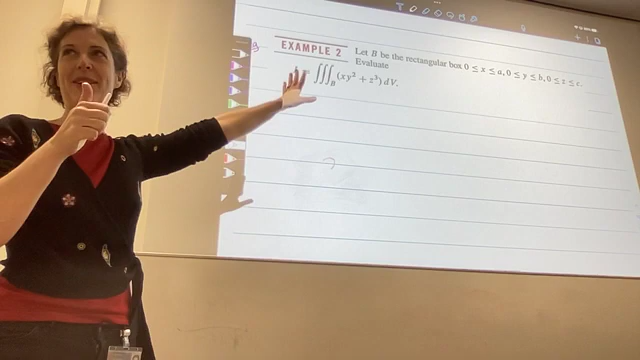 EXAMPLE 2 Let B be the rectangular box 0 ≤ x ≤ a, 0 ≤ y ≤ b, 0 ≤ z ≤ c.
Evaluate
∭_B (xy² + z³) dV.